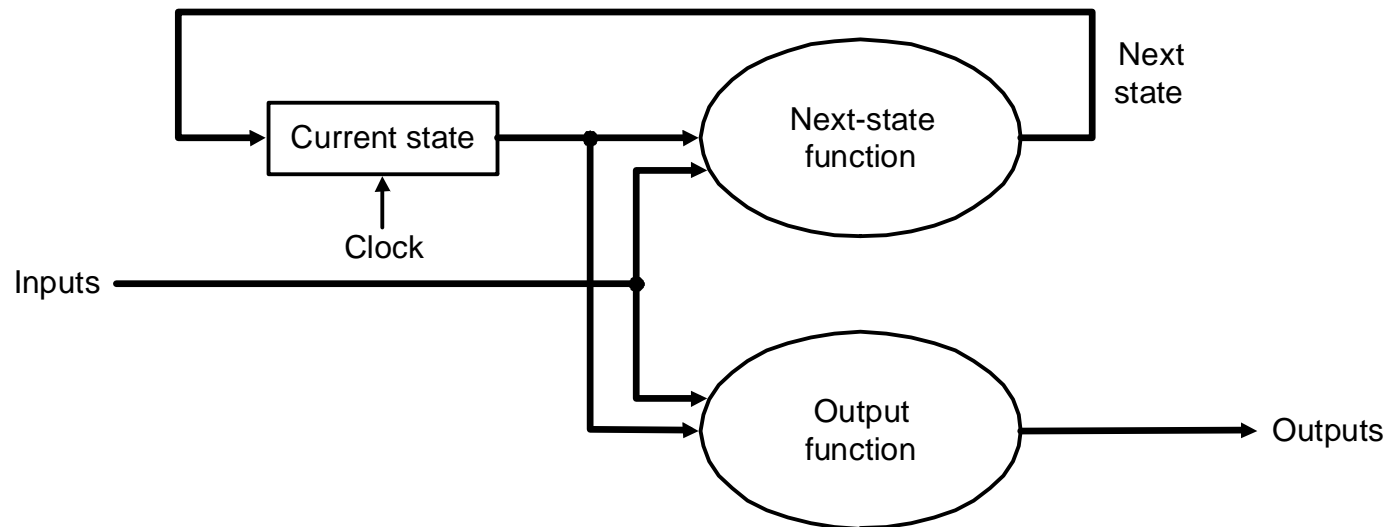 Next
state
Next-state
function
Current state
Clock
Inputs
Output
function
Outputs